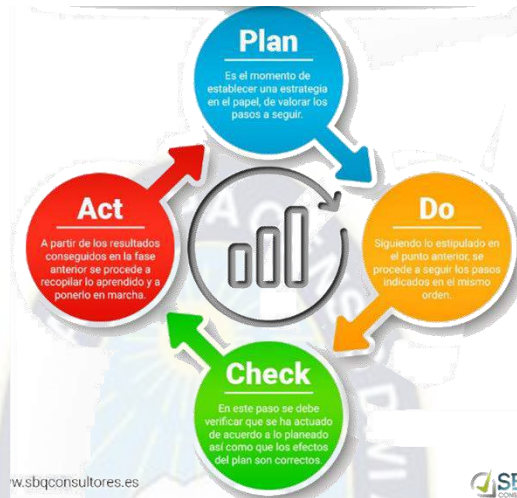 Plan
Es el momento de
establecer una estrategia
en el papel, de valorar los
pasos a seguir.
Act
A partir de los resultados
conseguidos en la fase
anterior se procede a
recopilar lo aprendido y a
ponerlo en marcha.
Do
Siguiendo lo estipulado en
el punto anterior, se
procede a seguir los pasos
indicados en el mismo
orden.
Check
En este paso se debe
verificar que se ha actuado
de acuerdo a lo planeado
así como que los efectos
del plan son correctos.
w.sbqconsultores.es